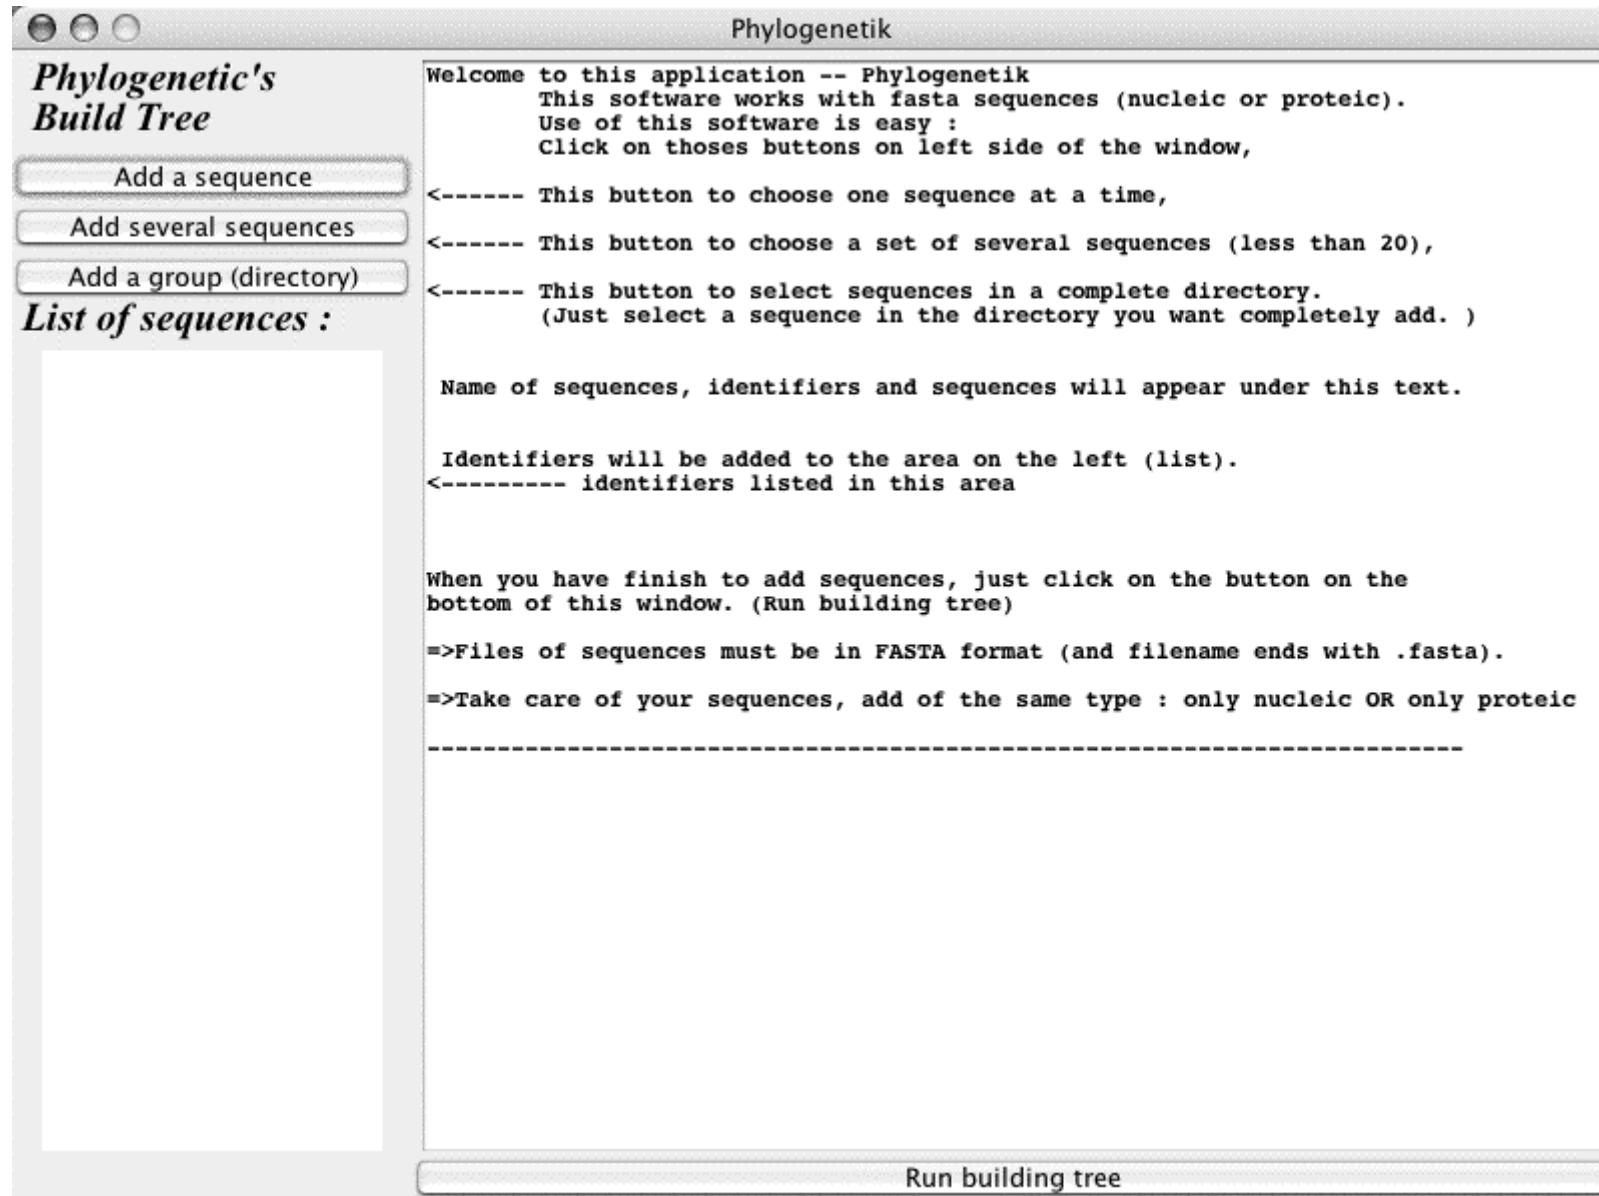 Phylogenetik
Phylogenetic's
Build Tree
Add a sequence
Add several sequences
Add a group (directory)
List of sequences :
Welcome to this application -- Phylogenetik
This software works with fasta sequences (nucleic or proteic).
Use of this software is easy :
Click on thoses buttons on left side of the window,
<------ This button to choose one sequence at a time,
<------ This button to choose a set of several sequences (less than 20),
<------ This button to select sequences in a complete directory.
(Just select a sequence in the directory you want completely add. )
Name of sequences, identifiers and sequences will appear under this text.
Identifiers will be added to the area on the left (list).
<--------- identifiers listed in this area
When you have finish to add sequences, just click on the button on the
bottom of this window. (Run building tree)
=>Files of sequences must be in FASTA format (and filename ends with .fasta).
=>Take care of your sequences, add of the same type : only nucleic OR only proteic
--------------------------------------------------------------------------
Run building tree